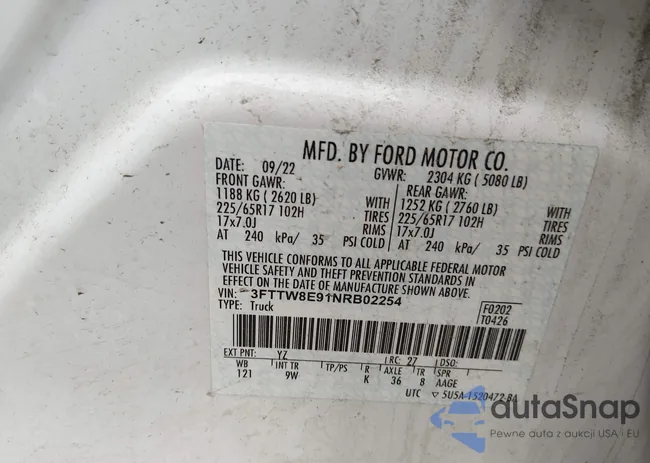 MFD. BY FORD MOTOR CO.
DATE: 09/22 GVWR: 2304 KG ( 5080 LB)
FRONT GAWR: REAR GAWR:
1188 KG ( 2620 LB) WITH 1252 KG ( 2760 LB) WITH
225/65R17 102H TIRES 225/65R17 102H TIRES
17x7.0J RIMS 17x7.0J RIMS
AT 240 kPa/ 35 PSI COLD AT 240 kPa/ 35 PSI COLD
THIS VEHICLE CONFORMS TO ALL APPLICABLE FEDERAL MOTOR
VEHICLE SAFETY AND THEFT PREVENTION STANDARDS IN
EFFECT ON THE DATE OF MANUFACTURE SHOWN ABOVE.
VIN: 3FTTW8E91NRB02254 F0202
TYPE: Truck T0426
EXT PNT: YZ RC: 27 DSO:
WB INT TR TP/PS R AXLE TR SPR
121 9W K 36 8 AAGE
UTC 5U5A-1520472-BA
autaSnap
Pewne auta z aukcji USA i EU